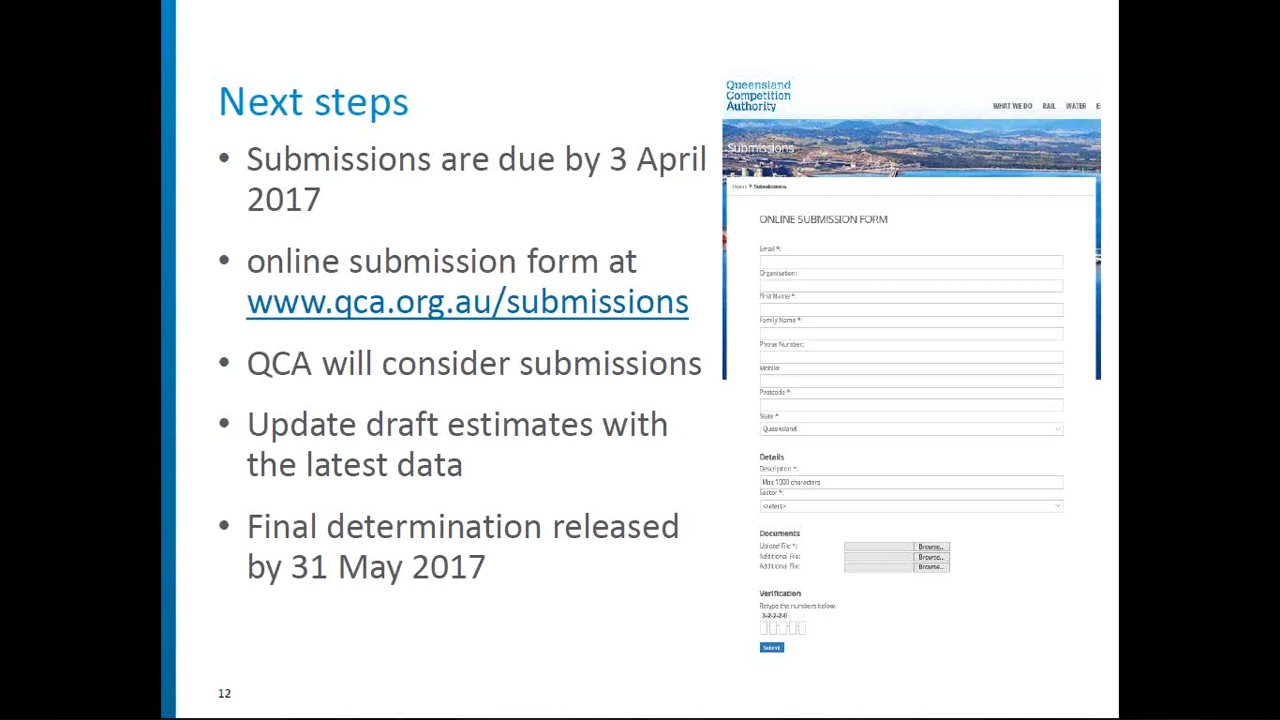 Next steps
• Submissions are due by 3 April
2017
• online submission form at
www.qca.org.au/submissions
• QCA will consider submissions
• Update draft estimates with
the latest data
• Final determination released
by 31 May 2017
12
Queensland
Competition
Authority
WHAT WE DO RAIL WATER E
Submissions
Home > Submissions
ONLINE SUBMISSION FORM
Email *:
Organisation:
First Name *:
Family Name *:
Phone Number:
Mobile:
Postcode *:
State *:
Queensland
Details
Description *:
Max 1000 characters
Sector *:
<select>
Documents
Upload File *: Browse...
Additional File: Browse...
Additional File: Browse...
Verification
Retype the numbers below:
Submit